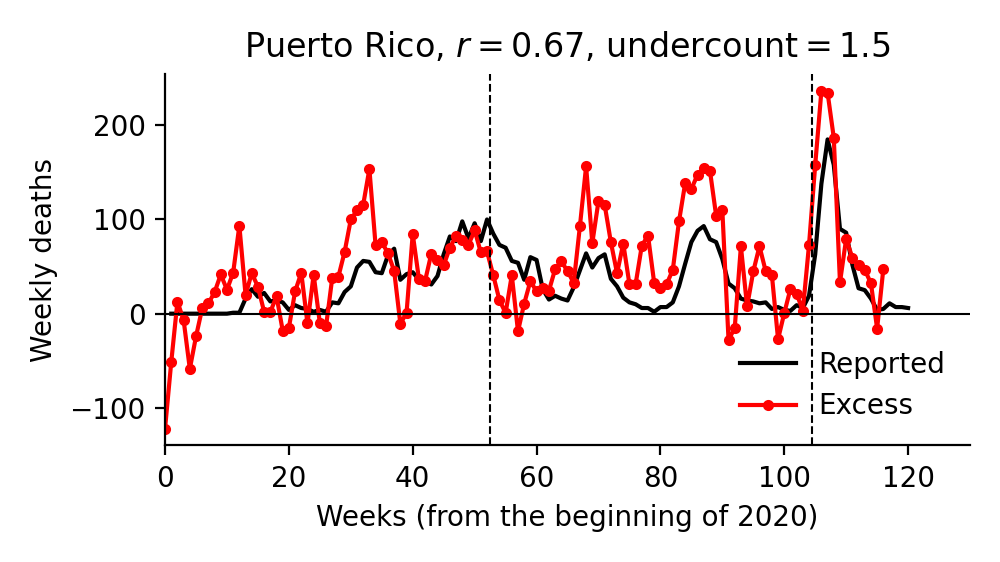 Puerto Rico, r = 0.67, undercount = 1.5
Weekly deaths
200
100
0
−100
Reported
Excess
0 20 40 60 80 100 120
Weeks (from the beginning of 2020)